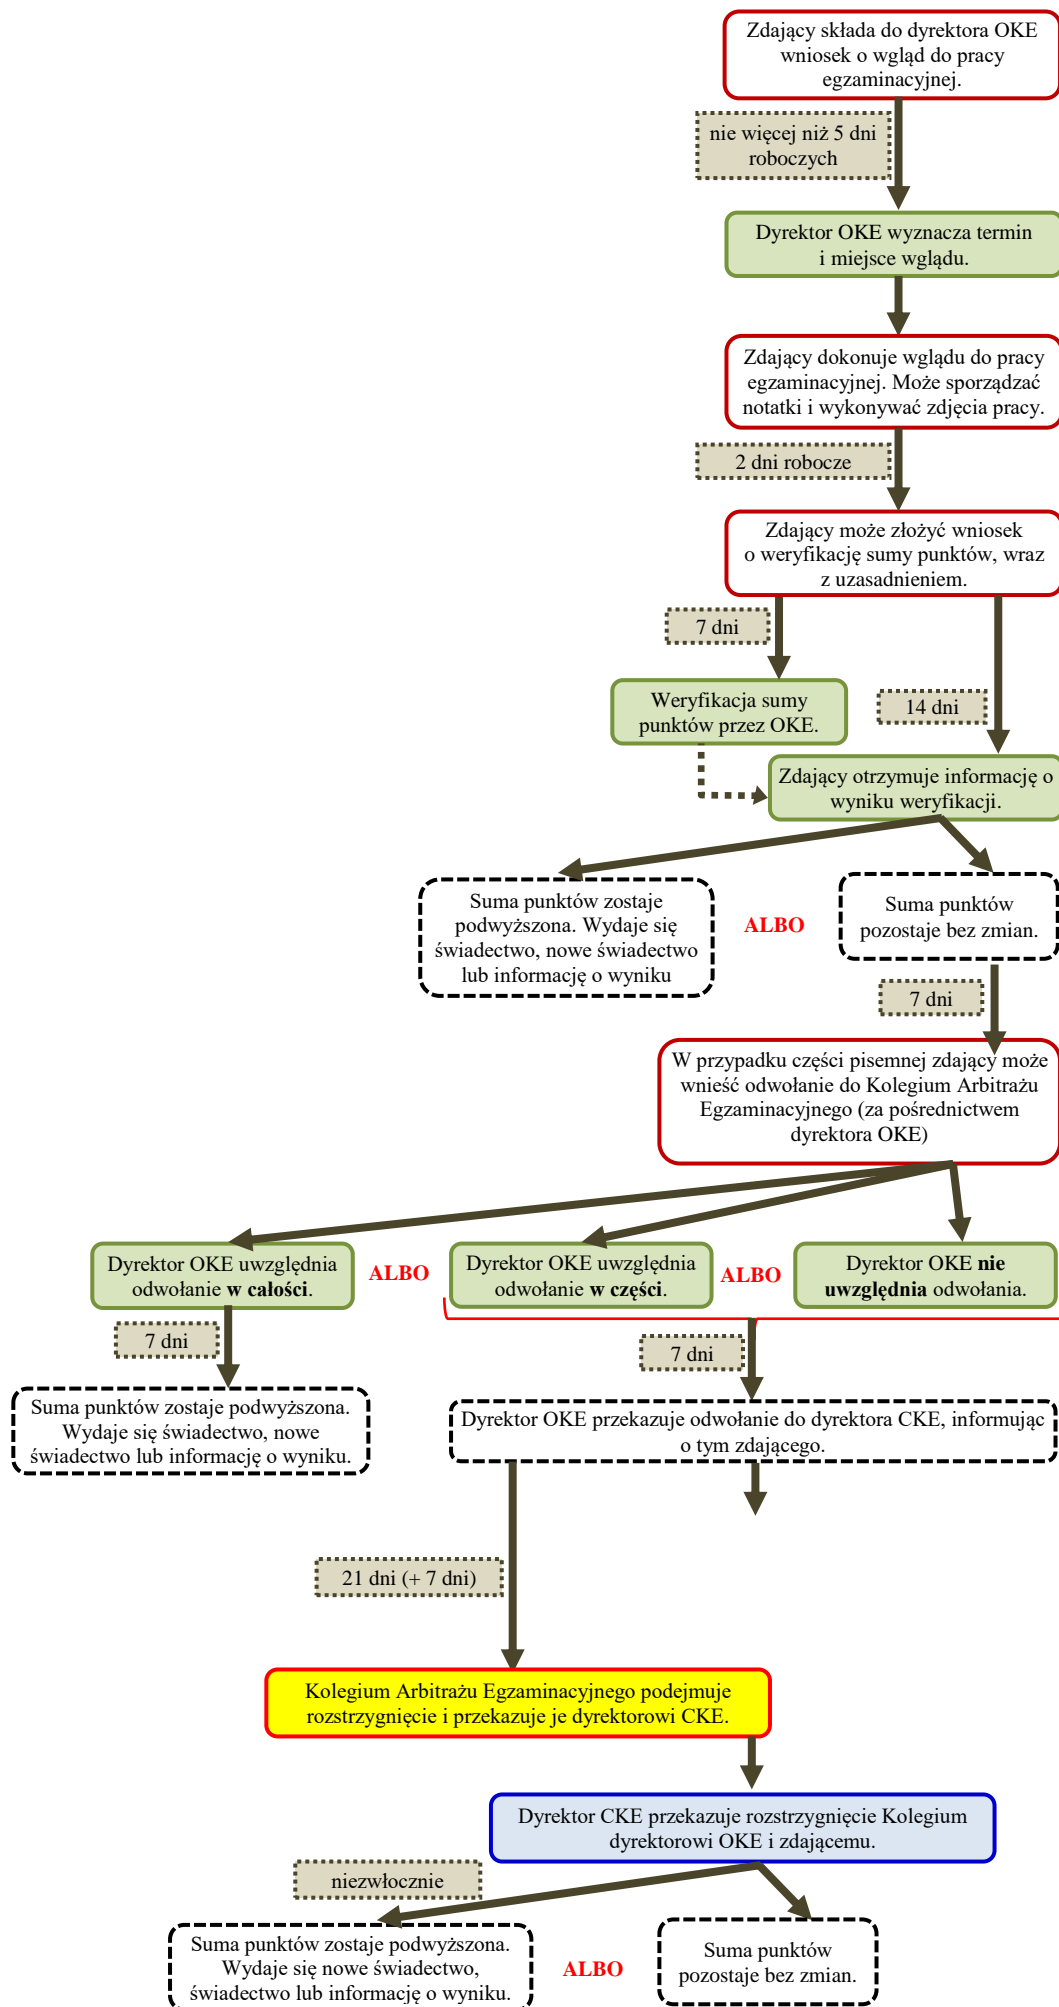 Zdający składa do dyrektora OKE
wniosek o wgląd do pracy
egzaminacyjnej.
nie więcej niż 5 dni
roboczych
Dyrektor OKE wyznacza termin
i miejsce wglądu.
Zdający dokonuje wglądu do pracy
egzaminacyjnej. Może sporządzać
notatki i wykonywać zdjęcia pracy.
2 dni robocze
Zdający może złożyć wniosek
o weryfikację sumy punktów, wraz
z uzasadnieniem.
7 dni
Weryfikacja sumy
punktów przez OKE.
14 dni
Zdający otrzymuje informację o
wyniku weryfikacji.
Suma punktów zostaje
podwyższona. Wydaje się
świadectwo, nowe świadectwo
lub informację o wyniku
ALBO
Suma punktów
pozostaje bez zmian.
7 dni
W przypadku części pisemnej zdający może
wnieść odwołanie do Kolegium Arbitrażu
Egzaminacyjnego (za pośrednictwem
dyrektora OKE)
Dyrektor OKE uwzględnia
odwołanie w całości.
ALBO
Dyrektor OKE uwzględnia
odwołanie w części.
ALBO
Dyrektor OKE nie
uwzględnia odwołania.
7 dni
7 dni
Suma punktów zostaje podwyższona.
Wydaje się świadectwo, nowe
świadectwo lub informację o wyniku.
Dyrektor OKE przekazuje odwołanie do dyrektora CKE, informując
o tym zdającego.
21 dni (+ 7 dni)
Kolegium Arbitrażu Egzaminacyjnego podejmuje
rozstrzygnięcie i przekazuje je dyrektorowi CKE.
Dyrektor CKE przekazuje rozstrzygnięcie Kolegium
dyrektorowi OKE i zdającemu.
niezwłocznie
Suma punktów zostaje podwyższona.
Wydaje się nowe świadectwo,
świadectwo lub informację o wyniku.
ALBO
Suma punktów
pozostaje bez zmian.